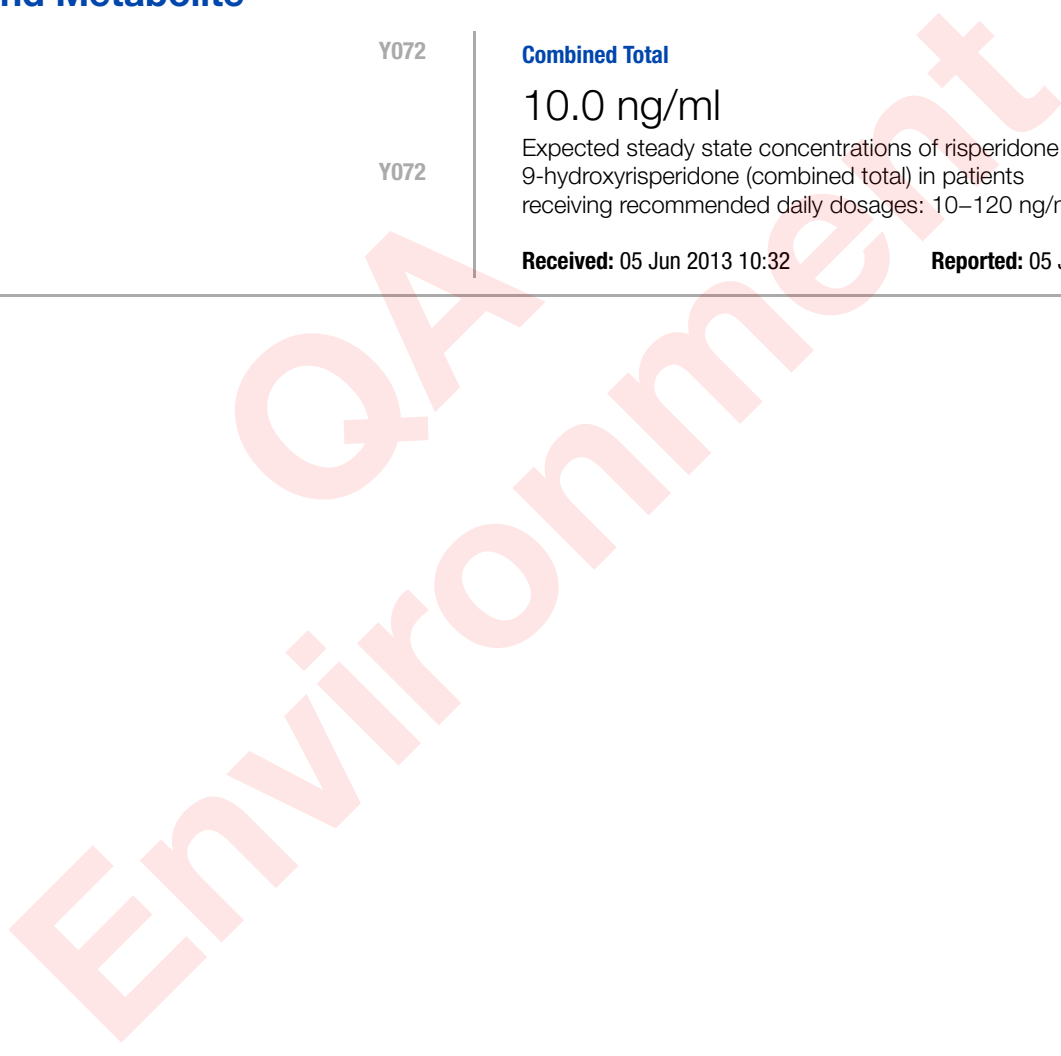 nd Metabolite
Y072
Y072
Combined Total
10.0 ng/ml
Expected steady state concentrations of risperidone
9-hydroxyrisperidone (combined total) in patients
receiving recommended daily dosages: 10–120 ng/m
Received: 05 Jun 2013 10:32 Reported: 05 J
QA
Environment